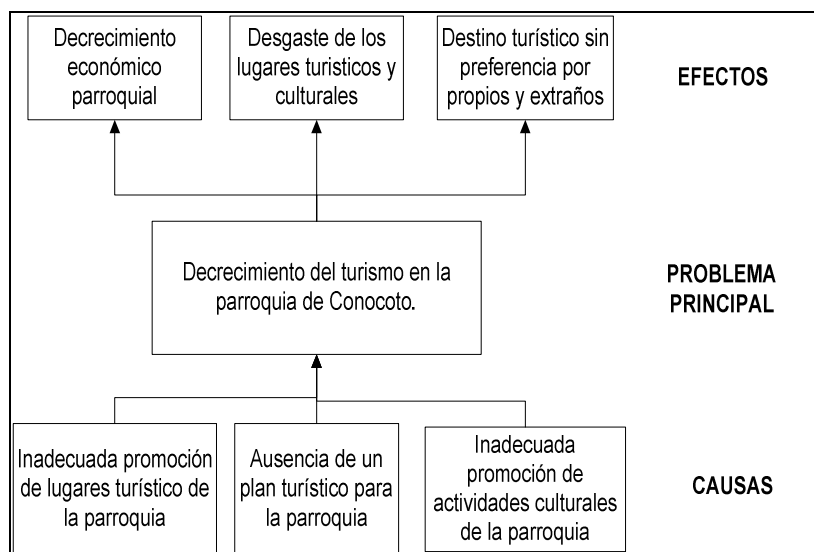 Decrecimiento
económico
parroquial
Desgaste de los
lugares turisticos y
culturales
Destino turístico sin
preferencia por
propios y extraños
EFECTOS
Decrecimiento del turismo en la
parroquia de Conocoto.
PROBLEMA
PRINCIPAL
Inadecuada promoción
de lugares turístico de
la parroquia
Ausencia de un
plan turístico para
la parroquia
Inadecuada
promoción de
actividades culturales
de la parroquia
CAUSAS